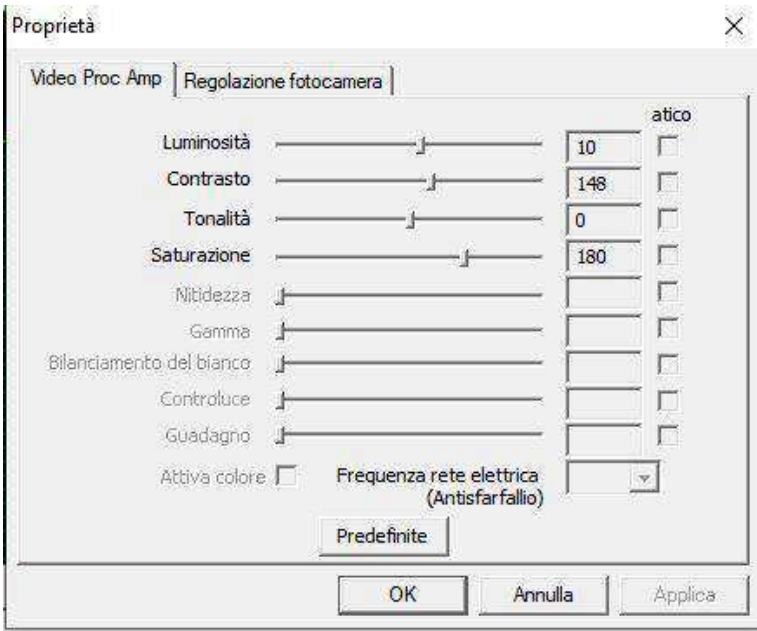 Proprietà
Video Proc Amp
Regolazione fotocamera
atico
Luminosità 10
Contrasto 148
Tonalità 0
Saturazione 180
Nitidezza
Gamma
Bilanciamento del bianco
Controluce
Guadagno
Attiva colore
Frequenza rete elettrica
(Antisfarfallio)
Predefinite
OK
Annulla
Applica